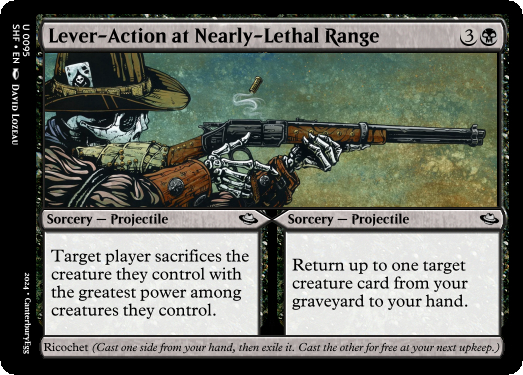 Lever-Action at Nearly-Lethal Range 3
U 0095
SHF • EN DAVID LOZEAU
A
Sorcery — Projectile
Target player sacrifices the
creature they control with
the greatest power among
creatures they control.
Sorcery — Projectile
Return up to one target
creature card from your
graveyard to your hand.
Ricochet (Cast one side from your hand, then exile it. Cast the other for free at your next upkeep.)
2024 • CanterburyEgg